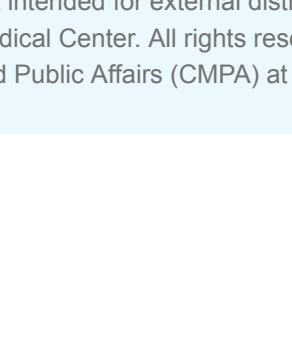 intended for external dist
dical Center. All rights rese
d Public Affairs (CMPA) at